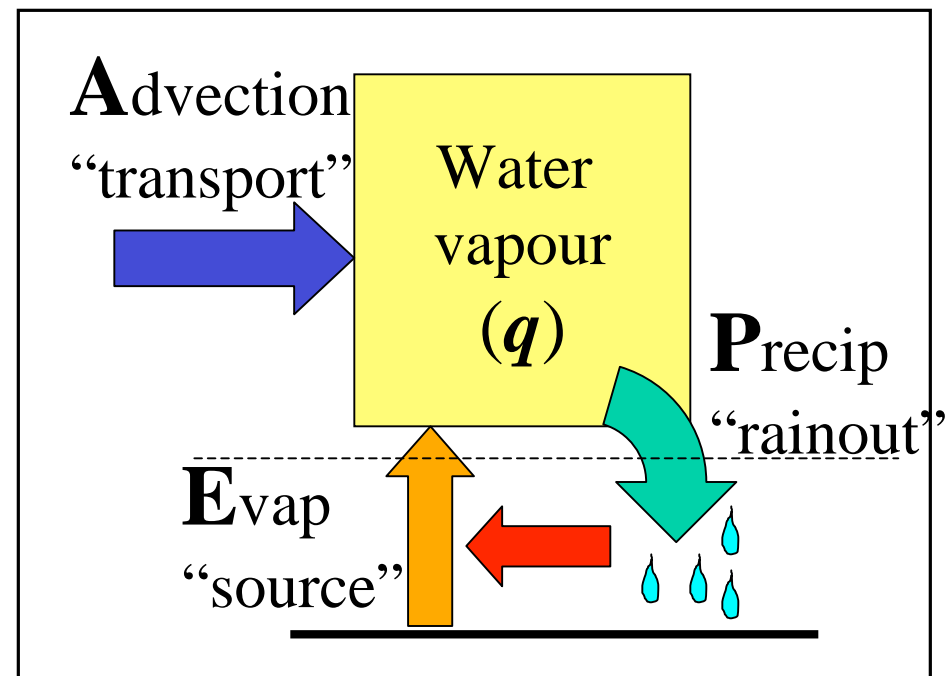 Advection
“transport”
Water
vapour
(q)
Precip
“rainout”
Evap
“source”